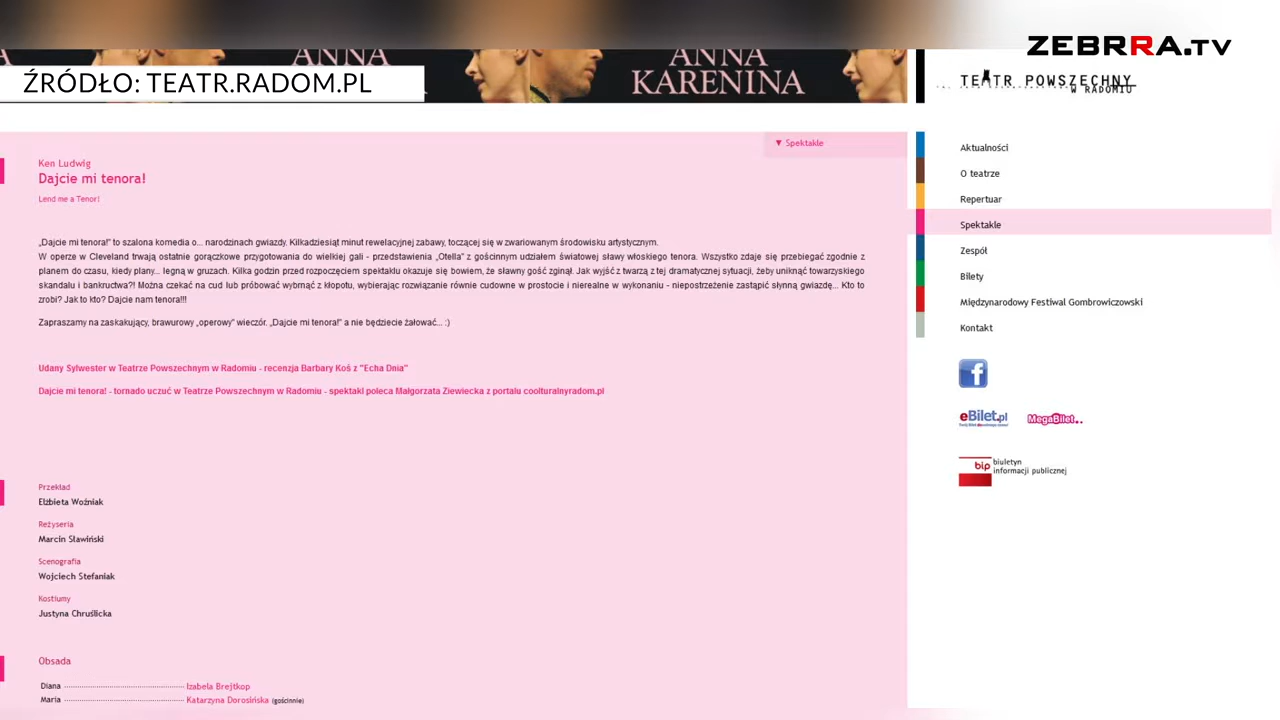 ZEBRRA.TV
ANNA
ANNA
KARENINA
ŹRÓDŁO: TEATR.RADOM.PL
TEATR POWSZECHNY
W RADOMIU
▼ Spektakle
Ken Ludwig
Dajcie mi tenora!
Lend me a Tenor!
„Dajcie mi tenora!” to szalona komedia o... narodzinach gwiazdy. Kilkadziesiąt minut rewelacyjnej zabawy, toczącej się w zwariowanym środowisku artystycznym.
W operze w Cleveland trwają ostatnie gorączkowe przygotowania do wielkiej gali - przedstawienia „Otella” z gościnnym udziałem światowej sławy włoskiego tenora. Wszystko zdaje się przebiegać zgodnie z
planem do czasu, kiedy plany... legną w gruzach. Kilka godzin przed rozpoczęciem spektaklu okazuje się bowiem, że sławny gość zginął. Jak wyjść z twarzą z tej dramatycznej sytuacji, żeby uniknąć towarzyskiego
skandalu i bankructwa?! Można czekać na cud lub próbować wybrnąć z kłopotu, wybierając rozwiązanie równie cudowne w prostocie i nierealne w wykonaniu - niepostrzeżenie zastąpić słynną gwiazdę... Kto to
zrobi? Jak to kto? Dajcie nam tenora!!!
Zapraszamy na zaskakujący, brawurowy „operowy” wieczór. „Dajcie mi tenora!” a nie będziecie żałować... :)
Udany Sylwester w Teatrze Powszechnym w Radomiu - recenzja Barbary Koś z "Echa Dnia"
Dajcie mi tenora! - tornado uczuć w Teatrze Powszechnym w Radomiu - spektakl poleca Małgorzata Ziewiecka z portalu coolturalnyradom.pl
Przekład
Elżbieta Woźniak
Reżyseria
Marcin Sławiński
Scenografia
Wojciech Stefaniak
Kostiumy
Justyna Chruślicka
Obsada
Diana Izabela Brejtkop
Maria Katarzyna Dorosińska (gościnnie)
Aktualności
O teatrze
Repertuar
Spektakle
Zespół
Bilety
Międzynarodowy Festiwal Gombrowiczowski
Kontakt
f
eBilet.pl
MegaBilet..
bip biuletyn
informacji publicznej